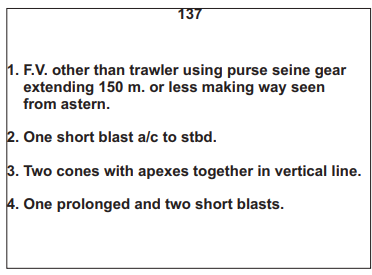 137
1. F.V. other than trawler using purse seine gear
extending 150 m. or less making way seen
from astern.
2. One short blast a/c to stbd.
3. Two cones with apexes together in vertical line.
4. One prolonged and two short blasts.